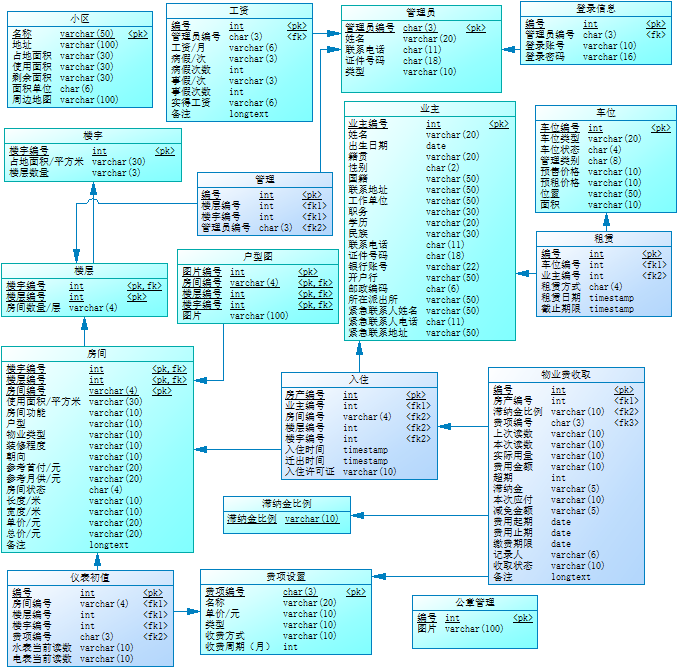 小区
名称 varchar(50) <pk>
地址 varchar(100)
占地面积 varchar(30)
使用面积 varchar(30)
剩余面积 varchar(30)
面积单位 char(6)
周边地图 varchar(100)
工资
编号 int <pk>
管理员编号 char(3) <fk>
工资/月 varchar(6)
病假/次 varchar(3)
病假次数 int
事假/次 varchar(3)
事假次数 int
实得工资 varchar(6)
备注 longtext
管理员
管理员编号 char(3) <pk>
姓名 varchar(20)
联系电话 char(11)
证件号码 char(18)
类型 varchar(10)
登录信息
编号 int <pk>
管理员编号 char(3) <fk>
登录账号 varchar(10)
登录密码 varchar(16)
楼宇
楼宇编号 int <pk>
占地面积/平方米 varchar(30)
楼层数量 varchar(3)
管理
编号 int <pk>
楼层编号 int <fk1>
楼宇编号 int <fk1>
管理员编号 char(3) <fk2>
业主
业主编号 int <pk>
姓名 varchar(20)
出生日期 date
籍贯 varchar(20)
性别 char(2)
国籍 varchar(50)
联系地址 varchar(50)
工作单位 varchar(50)
职务 varchar(30)
学历 varchar(20)
民族 varchar(30)
联系电话 char(11)
证件号码 char(18)
银行账号 varchar(22)
开户行 varchar(50)
邮政编码 char(6)
所在派出所 varchar(50)
紧急联系人姓名 varchar(20)
紧急联系人电话 char(11)
紧急联系地址 varchar(50)
车位
车位编号 int <pk>
车位类型 varchar(20)
车位状态 char(4)
管理类别 char(8)
预售价格 varchar(10)
预租价格 varchar(10)
位置 varchar(50)
面积 varchar(10)
租赁
编号 int <pk>
车位编号 int <fk1>
业主编号 int <fk2>
租赁方式 char(4)
租赁日期 timestamp
截止期限 timestamp
楼层
楼宇编号 int <pk,fk>
楼层编号 int <pk>
房间数量/层 varchar(4)
户型图
图片编号 int <pk>
房间编号 varchar(4) <pk,fk>
楼层编号 int <pk,fk>
楼宇编号 int <pk,fk>
图片 varchar(100)
房间
楼宇编号 int <pk,fk>
楼层编号 int <pk,fk>
房间编号 varchar(4) <pk>
使用面积/平方米 varchar(30)
房间功能 varchar(10)
户型 varchar(10)
物业类型 varchar(10)
装修程度 varchar(10)
朝向 varchar(10)
参考首付/元 varchar(20)
参考月供/元 varchar(20)
房间状态 char(4)
长度/米 varchar(10)
宽度/米 varchar(10)
单价/元 varchar(20)
总价/元 varchar(20)
备注 longtext
入住
房产编号 int <pk>
业主编号 int <fk1>
房间编号 varchar(4) <fk2>
楼层编号 int <fk2>
楼宇编号 int <fk2>
入住时间 timestamp
迁出时间 timestamp
入住许可证 varchar(10)
物业费收取
编号 int <pk>
房产编号 int <fk1>
滞纳金比例 varchar(10) <fk2>
费项编号 char(3) <fk3>
上次读数 varchar(10)
本次读数 varchar(10)
实际用量 varchar(10)
费用金额 varchar(10)
超期 int
滞纳金 varchar(5)
本次应付 varchar(10)
减免金额 varchar(5)
费用起期 date
费用止期 date
缴费期限 date
记录人 varchar(6)
收取状态 varchar(10)
备注 longtext
滞纳金比例
滞纳金比例 varchar(10)
仪表初值
编号 int <pk>
房间编号 varchar(4) <fk1>
楼层编号 int <fk1>
楼宇编号 int <fk1>
费项编号 char(3) <fk2>
水表当前读数 varchar(10)
电表当前读数 varchar(10)
费项设置
费项编号 char(3) <pk>
名称 varchar(20)
单价/元 varchar(10)
类型 varchar(10)
收费方式 varchar(10)
收费周期（月） int
公章管理
编号 int <pk>
图片 varchar(100)